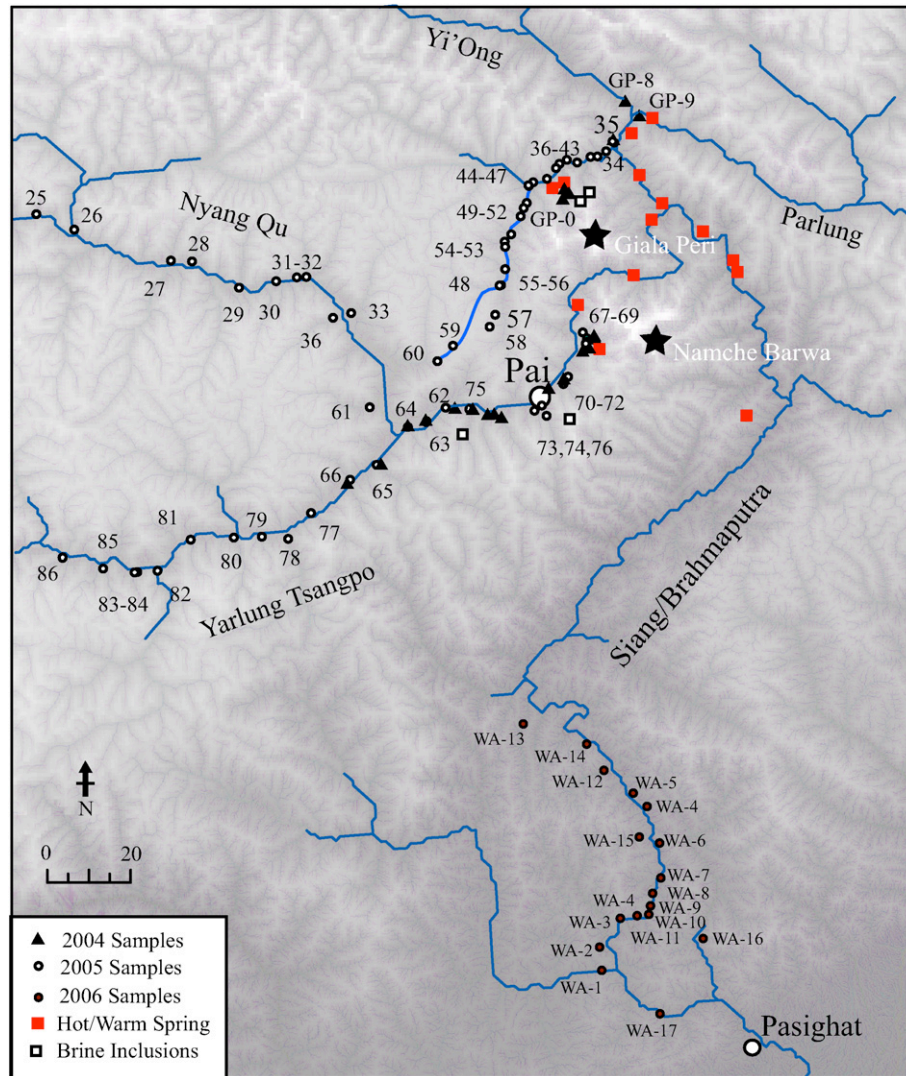 Yi'Ong
GP-8
GP-9
35
36-43
34
44-47
25
26
Nyang Qu
49-52
GP-0
Parlung
Giala Peri
27
28
54-53
31-32
29
30
48
55-56
33
36
57
67-69
58
59
60
Namche Barwa
Pai
61
62
75
70-72
64
63
73,74,76
66
65
81
79
77
85
80
78
86
82
83-84
Yarlung Tsangpo
Siang/Brahmaputra
WA-13
WA-14
WA-12
WA-5
N
WA-4
WA-15
WA-6
0 20
WA-7
WA-8
WA-4
WA-9
WA-3
WA-10
WA-11
WA-16
WA-2
WA-1
WA-17
Pasighat
2004 Samples
2005 Samples
2006 Samples
Hot/Warm Spring
Brine Inclusions